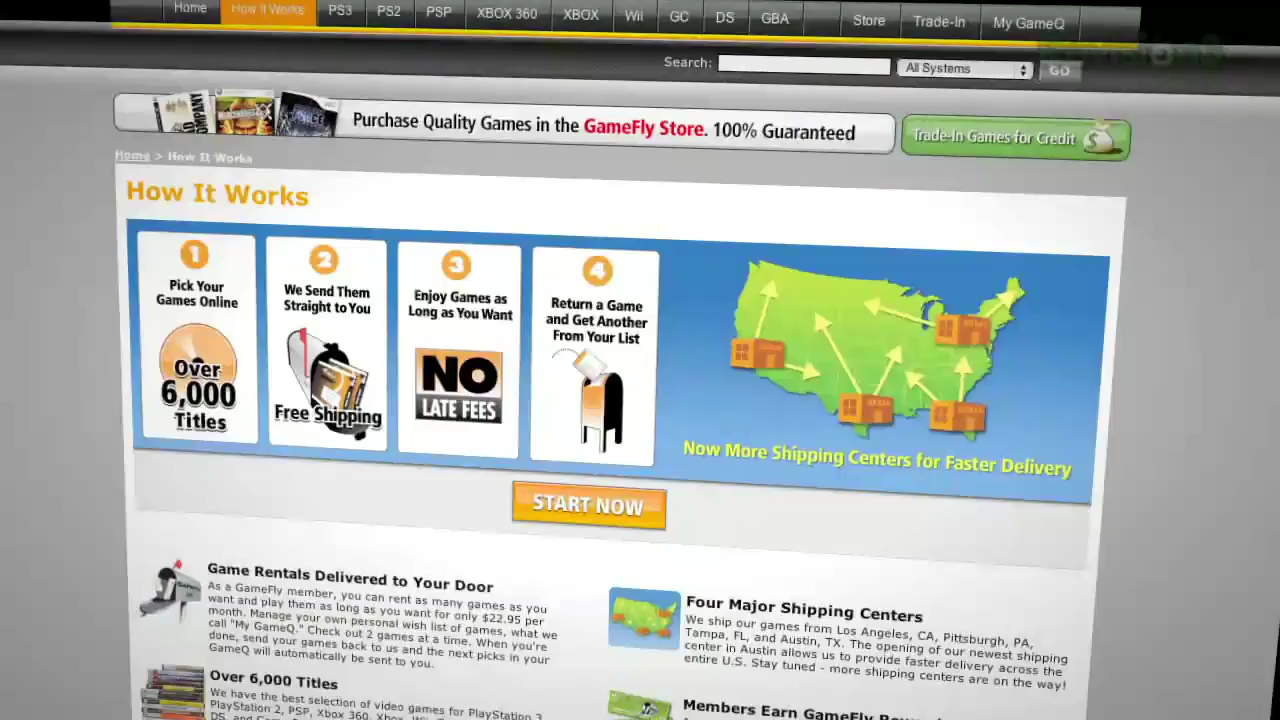 Home How It Works PS3 PS2 PSP XBOX 360 XBOX Wii GC DS GBA Store Trade-In My GameQ
Search: All Systems GO
Purchase Quality Games in the GameFly Store. 100% Guaranteed
Trade-In Games for Credit
Home > How It Works
How It Works
1
Pick Your
Games Online
Over
6,000
Titles
2
We Send Them
Straight to You
Free Shipping
3
Enjoy Games as
Long as You Want
NO
LATE FEES
4
Return a Game
and Get Another
From Your List
Now More Shipping Centers for Faster Delivery
START NOW
Game Rentals Delivered to Your Door
As a GameFly member, you can rent as many games as you
want and play them as long as you want for only $22.95 per
month. Manage your own personal wish list of games, what we
call "My GameQ." Check out 2 games at a time. When you're
done, send your games back to us and the next picks in your
GameQ will automatically be sent to you.
Four Major Shipping Centers
We ship our games from Los Angeles, CA, Pittsburgh, PA,
Tampa, FL, and Austin, TX. The opening of our newest shipping
center in Austin allows us to provide faster delivery across the
entire U.S. Stay tuned - more shipping centers are on the way!
Over 6,000 Titles
We have the best selection of video games for PlayStation 3,
PlayStation 2, PSP, Xbox 360, Xbox,
DS, and
Members Earn GameFly